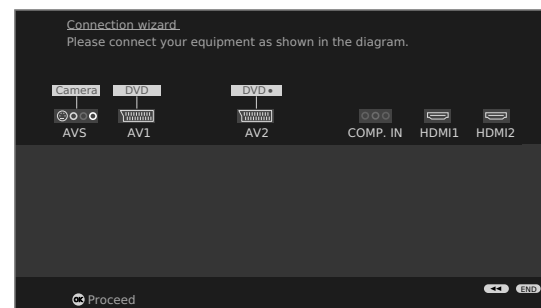 Connection wizard
Please connect your equipment as shown in the diagram.
Camera DVD DVD •
AVS AV1 AV2 COMP. IN HDMI1 HDMI2
OK Proceed
END